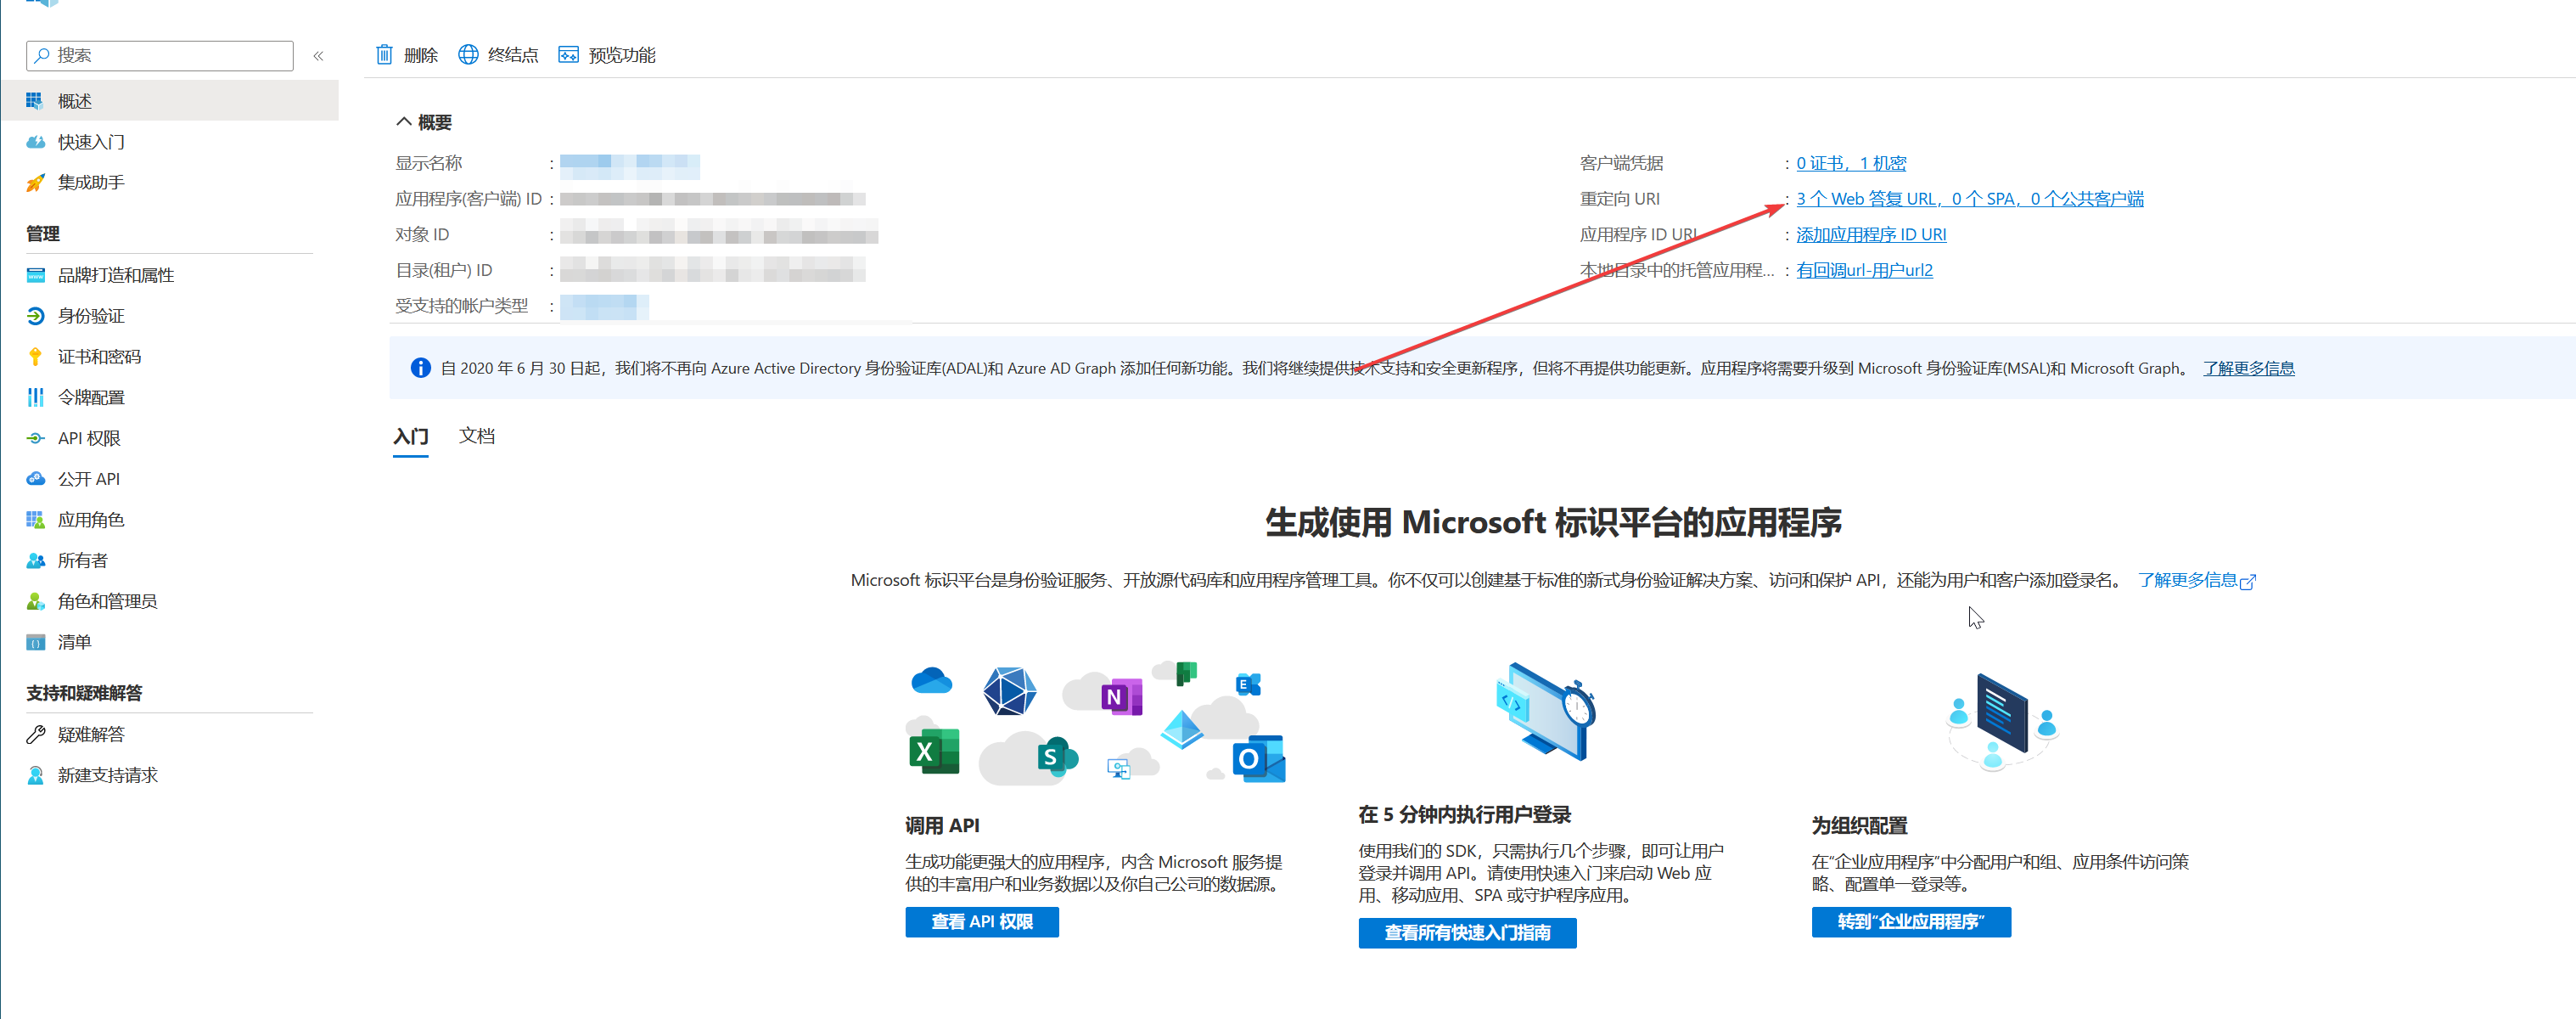 搜索
«
删除 终结点 预览功能
概述
快速入门
集成助手
管理
品牌打造和属性
身份验证
证书和密码
令牌配置
API 权限
公开 API
应用角色
所有者
角色和管理员
清单
支持和疑难解答
疑难解答
新建支持请求
概要
显示名称 :
应用程序(客户端) ID :
对象 ID :
目录(租户) ID :
受支持的帐户类型 :
客户端凭据 : 0 证书，1 机密
重定向 URI : 3 个 Web 答复 URL，0 个 SPA，0 个公共客户端
应用程序 ID URI : 添加应用程序 ID URI
本地目录中的托管应用程... : 有回调url-用户url2
自 2020 年 6 月 30 日起，我们将不再向 Azure Active Directory 身份验证库(ADAL)和 Azure AD Graph 添加任何新功能。我们将继续提供技术支持和安全更新程序，但将不再提供功能更新。应用程序将需要升级到 Microsoft 身份验证库(MSAL)和 Microsoft Graph。 了解更多信息
入门 文档
生成使用 Microsoft 标识平台的应用程序
Microsoft 标识平台是身份验证服务、开放源代码库和应用程序管理工具。你不仅可以创建基于标准的新式身份验证解决方案、访问和保护 API，还能为用户和客户添加登录名。 了解更多信息
调用 API
生成功能更强大的应用程序，内含 Microsoft 服务提
供的丰富用户和业务数据以及你自己公司的数据源。
查看 API 权限
在 5 分钟内执行用户登录
使用我们的 SDK，只需执行几个步骤，即可让用户
登录并调用 API。请使用快速入门来启动 Web 应
用、移动应用、SPA 或守护程序应用。
查看所有快速入门指南
为组织配置
在“企业应用程序”中分配用户和组、应用条件访问策
略、配置单一登录等。
转到“企业应用程序”